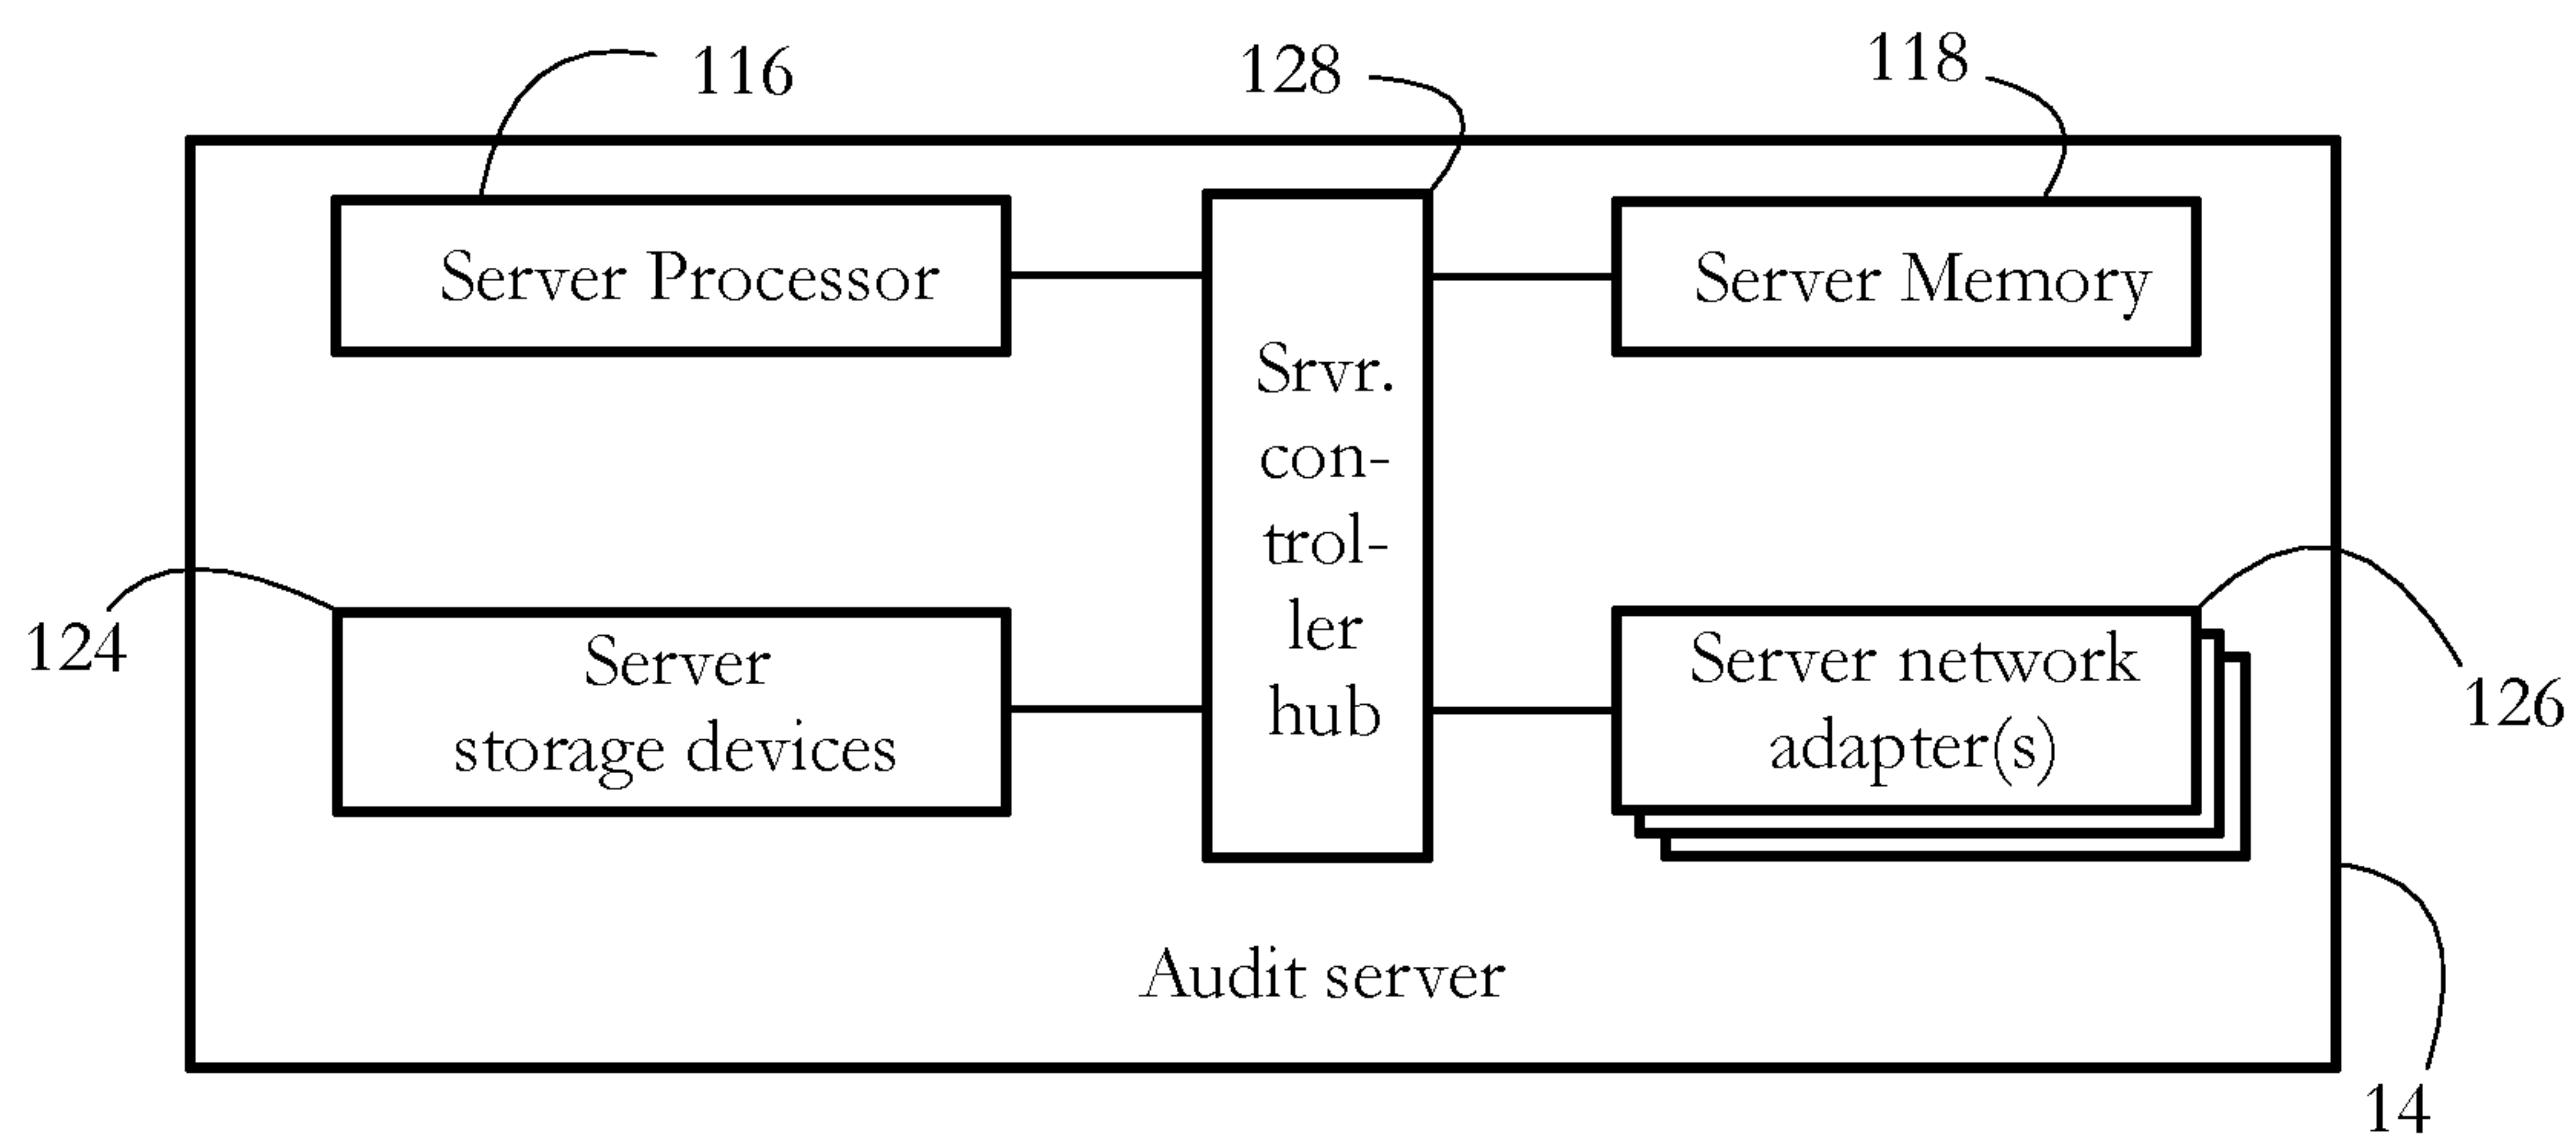 116
128
118
Server Processor
Server Memory
Srvr.
con-
trol-
ler
hub
124
Server
storage devices
Server network
adapter(s)
126
Audit server
14